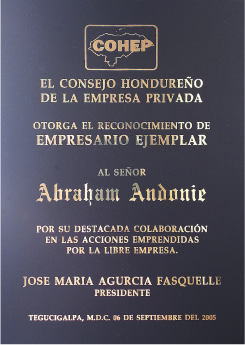 COHEP
EL CONSEJO HONDUREÑO
DE LA EMPRESA PRIVADA
OTORGA EL RECONOCIMIENTO DE
EMPRESARIO EJEMPLAR
AL SEÑOR
Abraham Andonie
POR SU DESTACADA COLABORACIÓN
EN LAS ACCIONES EMPRENDIDAS
POR LA LIBRE EMPRESA.
JOSE MARIA AGURCIA FASQUELLE
PRESIDENTE
TEGUCIGALPA, M.D.C. 06 DE SEPTIEMBRE DEL 2005